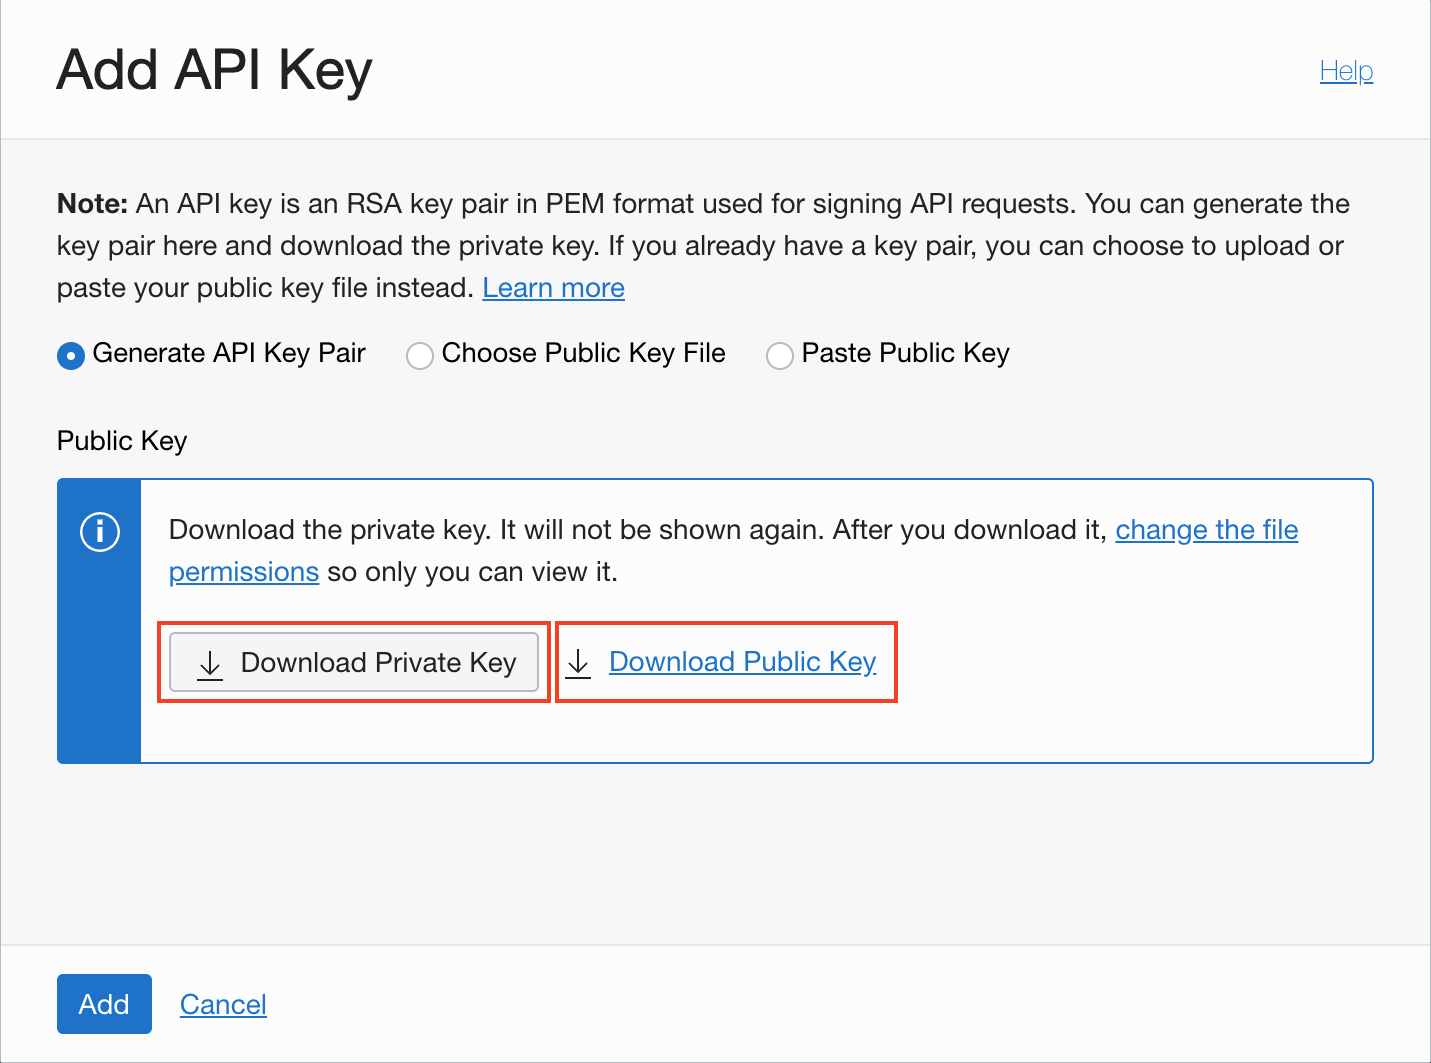 Add API Key
Help
Note: An API key is an RSA key pair in PEM format used for signing API requests. You can generate the
key pair here and download the private key. If you already have a key pair, you can choose to upload or
paste your public key file instead. Learn more
Generate API Key Pair Choose Public Key File Paste Public Key
Public Key
Download the private key. It will not be shown again. After you download it, change the file
permissions so only you can view it.
Download Private Key Download Public Key
Add Cancel